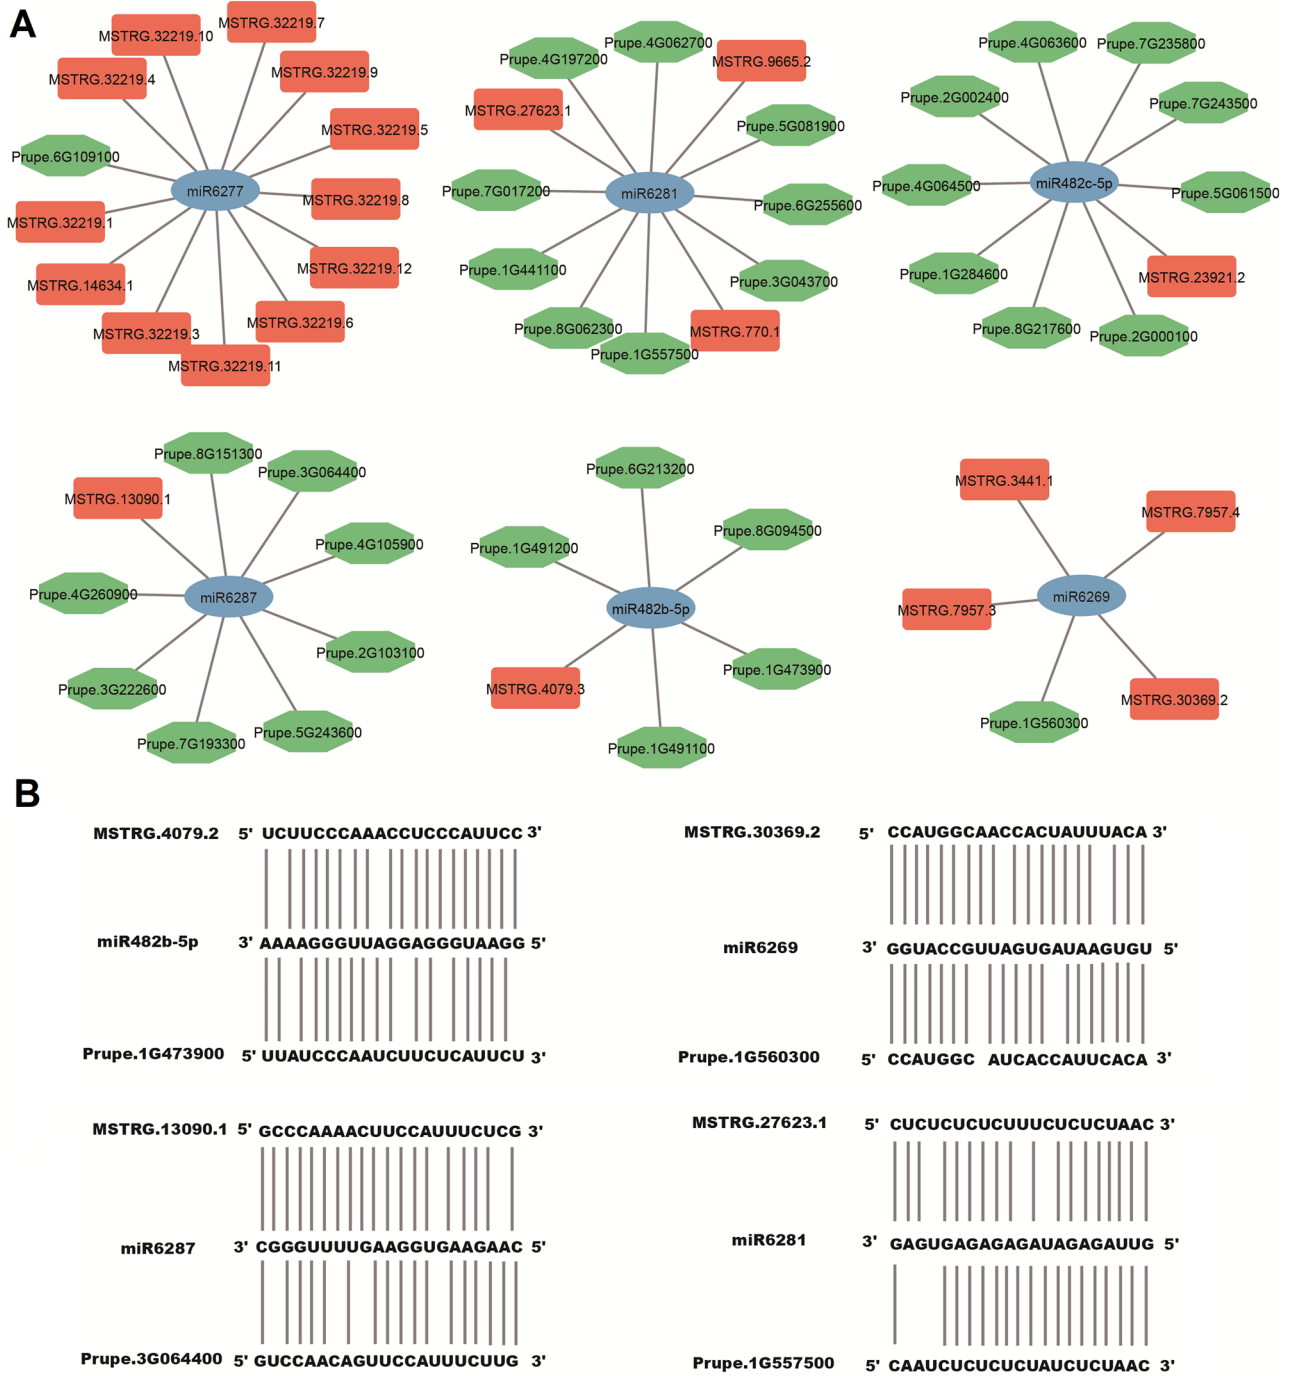 A
MSTRG.32219.10
MSTRG.32219.7
MSTRG.32219.4
MSTRG.32219.9
MSTRG.32219.5
Prupe.6G109100
miR6277
MSTRG.32219.8
MSTRG.32219.1
MSTRG.32219.12
MSTRG.14634.1
MSTRG.32219.3
MSTRG.32219.6
MSTRG.32219.11
Prupe.4G062700
Prupe.4G197200
MSTRG.9665.2
MSTRG.27623.1
Prupe.5G081900
Prupe.7G017200
miR6281
Prupe.6G255600
Prupe.1G441100
Prupe.3G043700
Prupe.8G062300
MSTRG.770.1
Prupe.1G557500
Prupe.4G063600
Prupe.7G235800
Prupe.2G002400
Prupe.7G243500
Prupe.4G064500
miR482c-5p
Prupe.5G061500
Prupe.1G284600
MSTRG.23921.2
Prupe.8G217600
Prupe.2G000100
Prupe.8G151300
Prupe.3G064400
MSTRG.13090.1
Prupe.4G105900
Prupe.4G260900
miR6287
Prupe.2G103100
Prupe.3G222600
Prupe.7G193300
Prupe.5G243600
Prupe.6G213200
Prupe.1G491200
Prupe.8G094500
miR482b-5p
Prupe.1G473900
MSTRG.4079.3
Prupe.1G491100
MSTRG.3441.1
MSTRG.7957.4
miR6269
MSTRG.7957.3
MSTRG.30369.2
Prupe.1G560300
B
MSTRG.4079.2 5' UCUUCCCAAACCUCCCAUUCC 3'
miR482b-5p 3' AAAAGGGUUAGGAGGGUAAGG 5'
Prupe.1G473900 5' UUAUCCCAAUCUUCUCAUUCU 3'
MSTRG.30369.2 5' CCAUGGCAACCACUAUUUACA 3'
miR6269 3' GGUACCGUUAGUGAUAAGUGU 5'
Prupe.1G560300 5' CCAUGGC AUCACCAUUCACA 3'
MSTRG.13090.1 5' GCCCAAAACUUCCAUUUCUCG 3'
miR6287 3' CGGGUUUUGAAGGUGAAGAAC 5'
Prupe.3G064400 5' GUCCAACAGUUCCAUUUCUUG 3'
MSTRG.27623.1 5' CUCUCUCUCUUUCUCUCUAAC 3'
miR6281 3' GAGUGAGAGAGAUAGAGAUUG 5'
Prupe.1G557500 5' CAAUCUCUCUCUAUCUCUAAC 3'